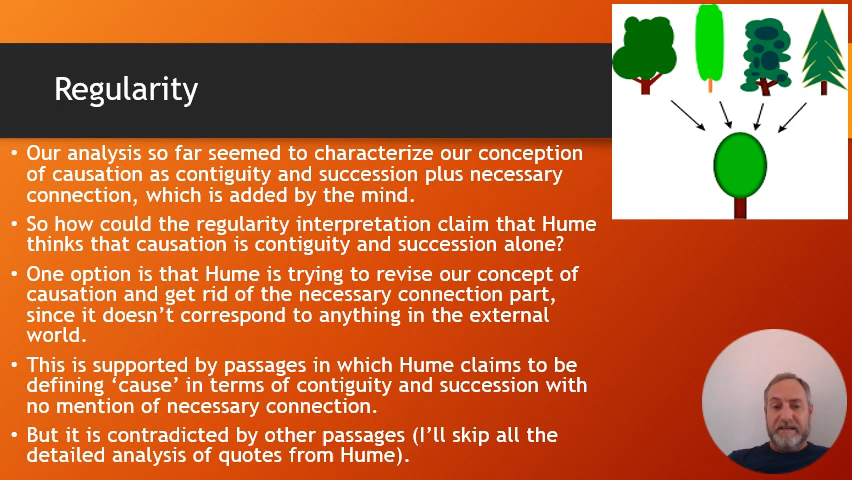 Regularity
• Our analysis so far seemed to characterize our conception
of causation as contiguity and succession plus necessary
connection, which is added by the mind.
• So how could the regularity interpretation claim that Hume
thinks that causation is contiguity and succession alone?
• One option is that Hume is trying to revise our concept of
causation and get rid of the necessary connection part,
since it doesn’t correspond to anything in the external
world.
• This is supported by passages in which Hume claims to be
defining ‘cause’ in terms of contiguity and succession with
no mention of necessary connection.
• But it is contradicted by other passages (I’ll skip all the
detailed analysis of quotes from Hume).